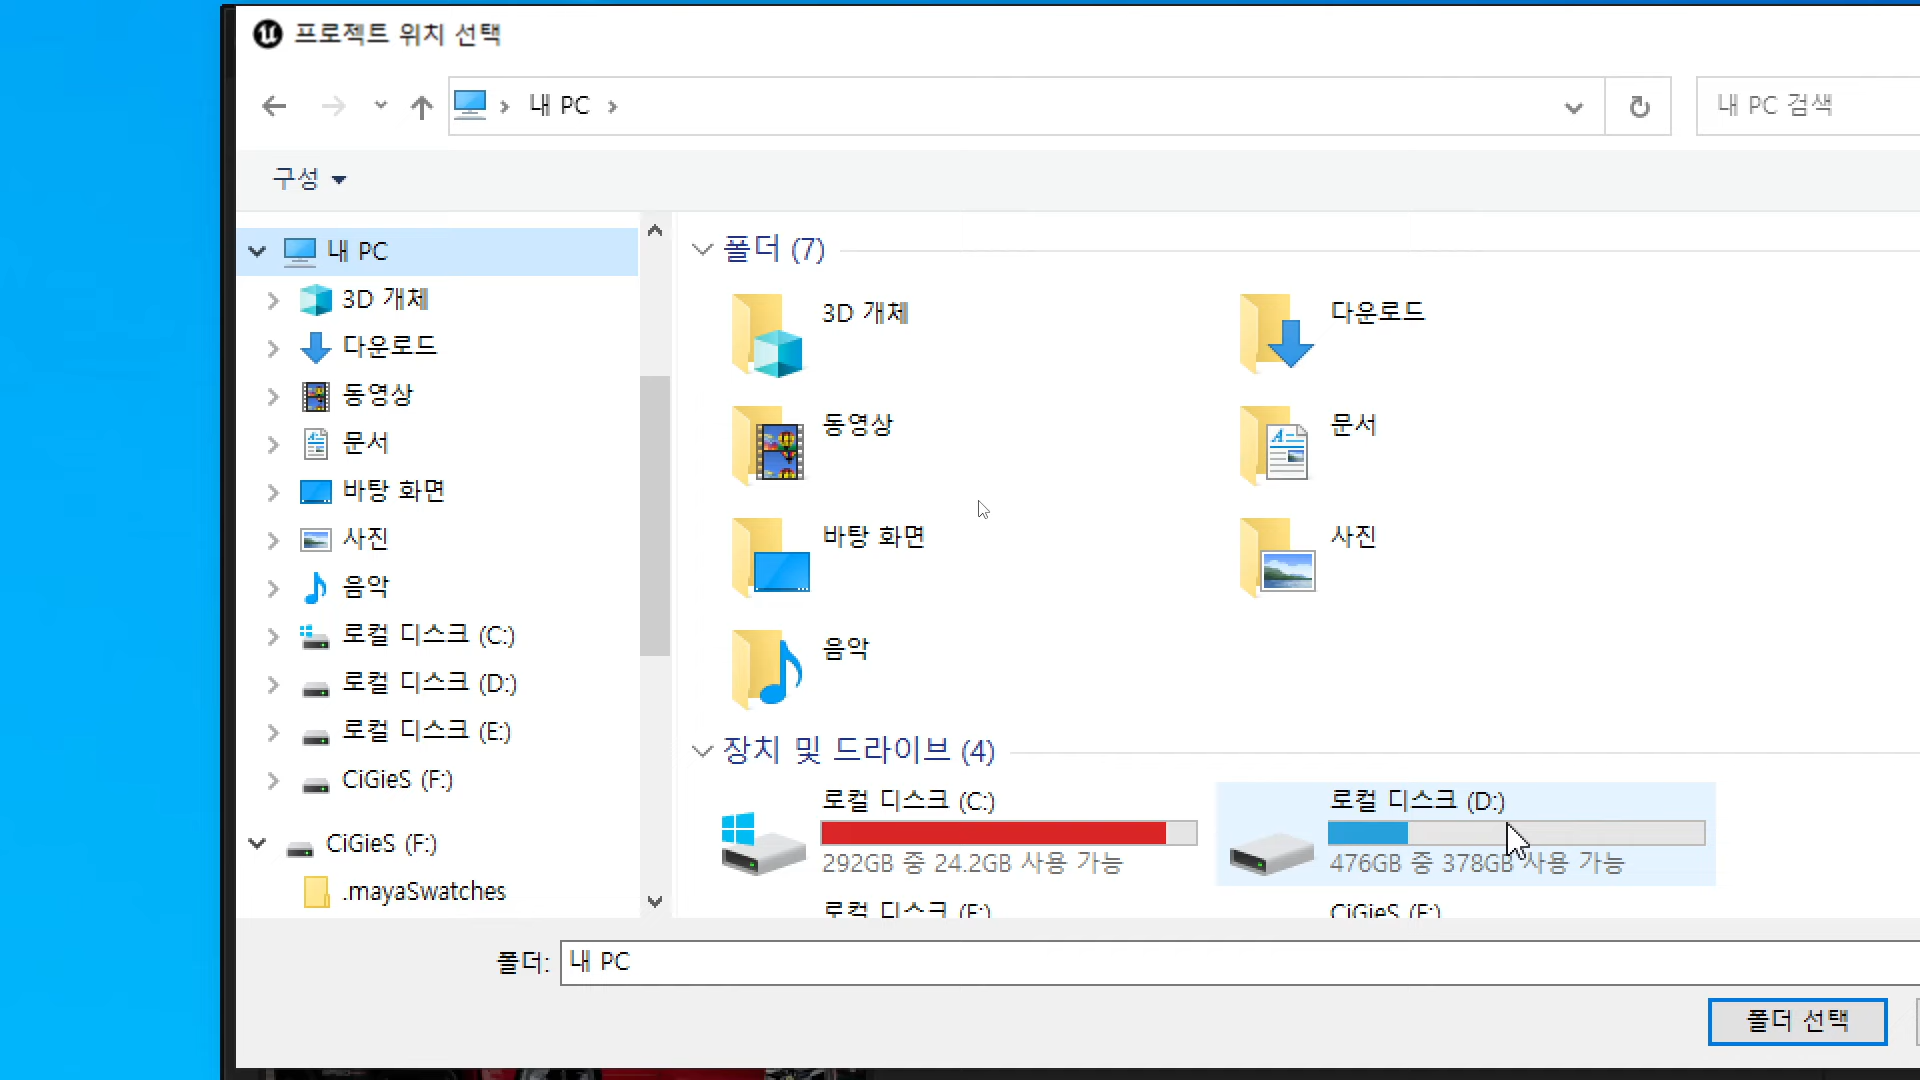 프로젝트 위치 선택
내 PC
내 PC 검색
구성
내 PC
3D 개체
다운로드
동영상
문서
바탕 화면
사진
음악
로컬 디스크 (C:)
로컬 디스크 (D:)
로컬 디스크 (E:)
CiGieS (F:)
CiGieS (F:)
.mayaSwatches
폴더 (7)
3D 개체
다운로드
동영상
문서
바탕 화면
사진
음악
장치 및 드라이브 (4)
로컬 디스크 (C:)
292GB 중 24.2GB 사용 가능
로컬 디스크 (D:)
476GB 중 378GB 사용 가능
로컬 디스크 (E:)
CiGieS (F:)
폴더: 내 PC
폴더 선택